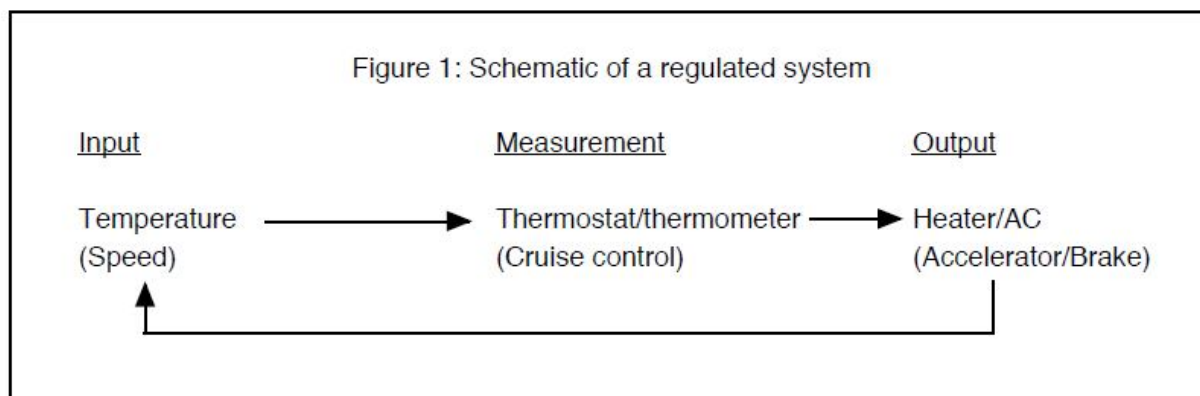 Figure 1: Schematic of a regulated system
Input Measurement Output
Temperature Thermostat/thermometer Heater/AC
(Speed) (Cruise control) (Accelerator/Brake)